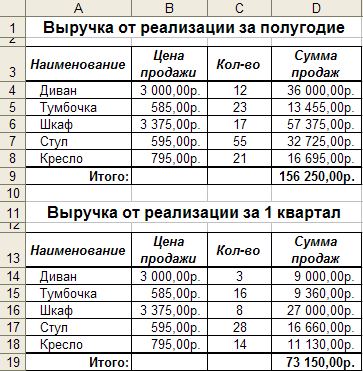 A B C D
1 Выручка от реализации за полугодие
2
3 Наименование Цена продажи Кол-во Сумма продаж
4 Диван 3 000,00р. 12 36 000,00р.
5 Тумбочка 585,00р. 23 13 455,00р.
6 Шкаф 3 375,00р. 17 57 375,00р.
7 Стул 595,00р. 55 32 725,00р.
8 Кресло 795,00р. 21 16 695,00р.
9 Итого: 156 250,00р.
10
11 Выручка от реализации за 1 квартал
12
13 Наименование Цена продажи Кол-во Сумма продаж
14 Диван 3 000,00р. 3 9 000,00р.
15 Тумбочка 585,00р. 16 9 360,00р.
16 Шкаф 3 375,00р. 8 27 000,00р.
17 Стул 595,00р. 28 16 660,00р.
18 Кресло 795,00р. 14 11 130,00р.
19 Итого: 73 150,00р.